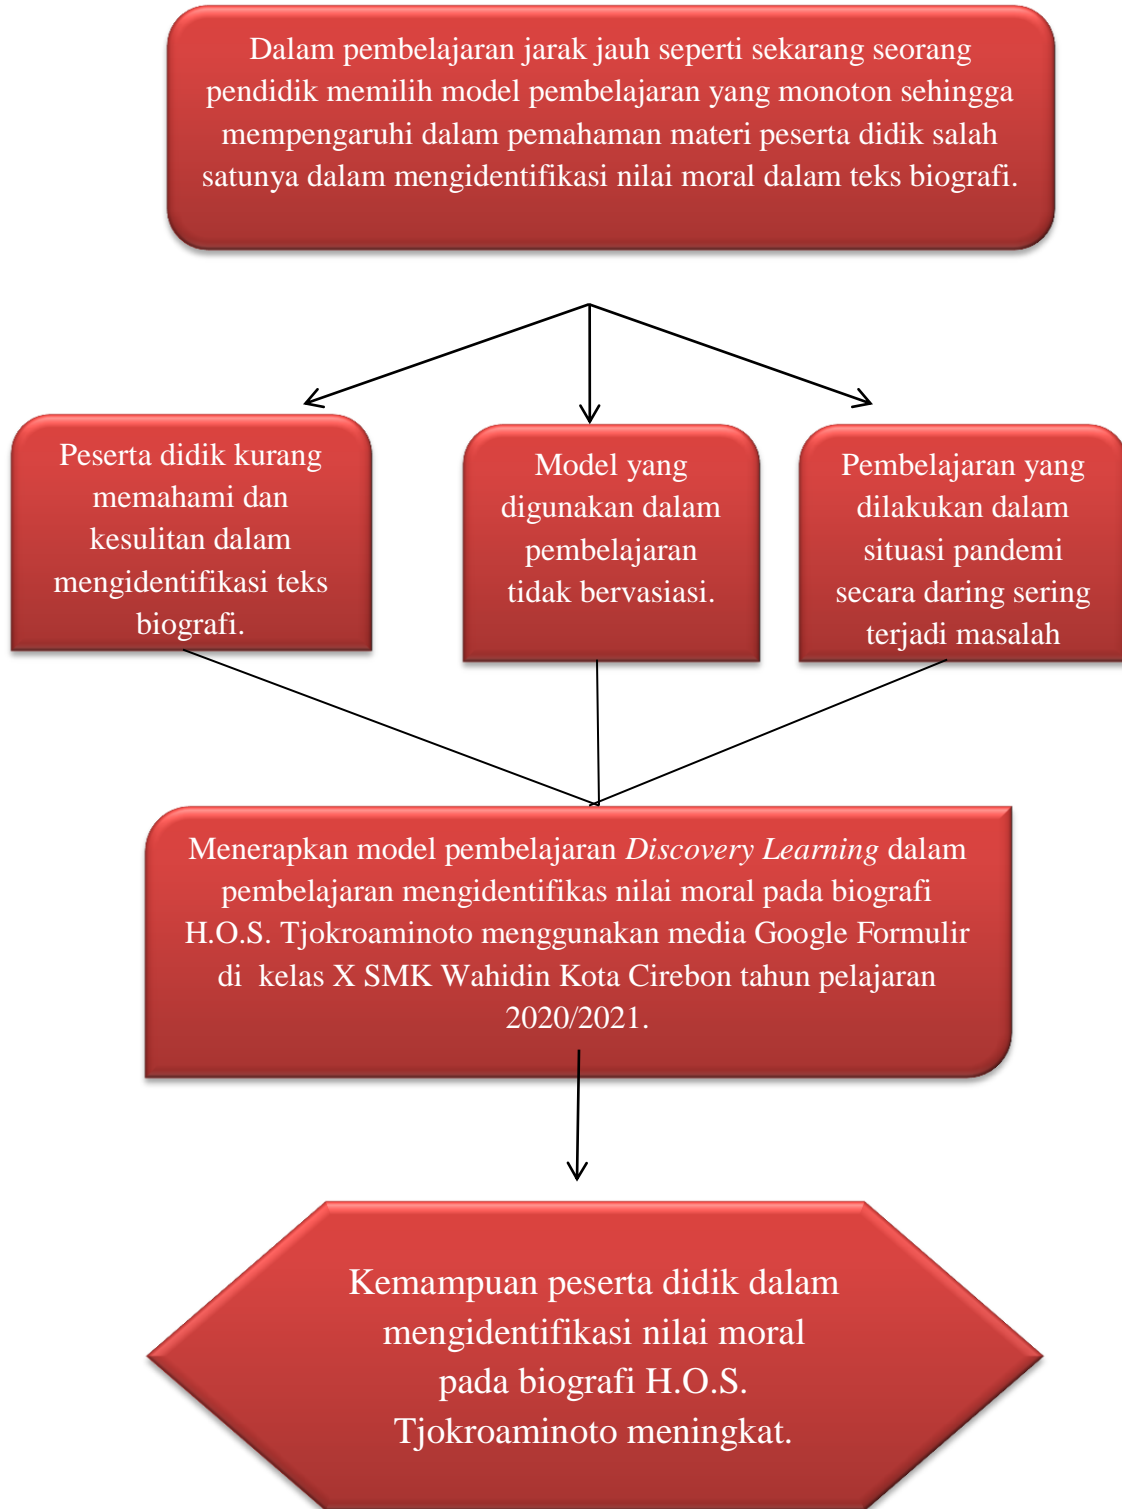 Dalam pembelajaran jarak jauh seperti sekarang seorang
pendidik memilih model pembelajaran yang monoton sehingga
mempengaruhi dalam pemahaman materi peserta didik salah
satunya dalam mengidentifikasi nilai moral dalam teks biografi.
Peserta didik kurang
memahami dan
kesulitan dalam
mengidentifikasi teks
biografi.
Model yang
digunakan dalam
pembelajaran
tidak bervasiasi.
Pembelajaran yang
dilakukan dalam
situasi pandemi
secara daring sering
terjadi masalah
Menerapkan model pembelajaran Discovery Learning dalam
pembelajaran mengidentifikas nilai moral pada biografi
H.O.S. Tjokroaminoto menggunakan media Google Formulir
di kelas X SMK Wahidin Kota Cirebon tahun pelajaran
2020/2021.
Kemampuan peserta didik dalam
mengidentifikasi nilai moral
pada biografi H.O.S.
Tjokroaminoto meningkat.